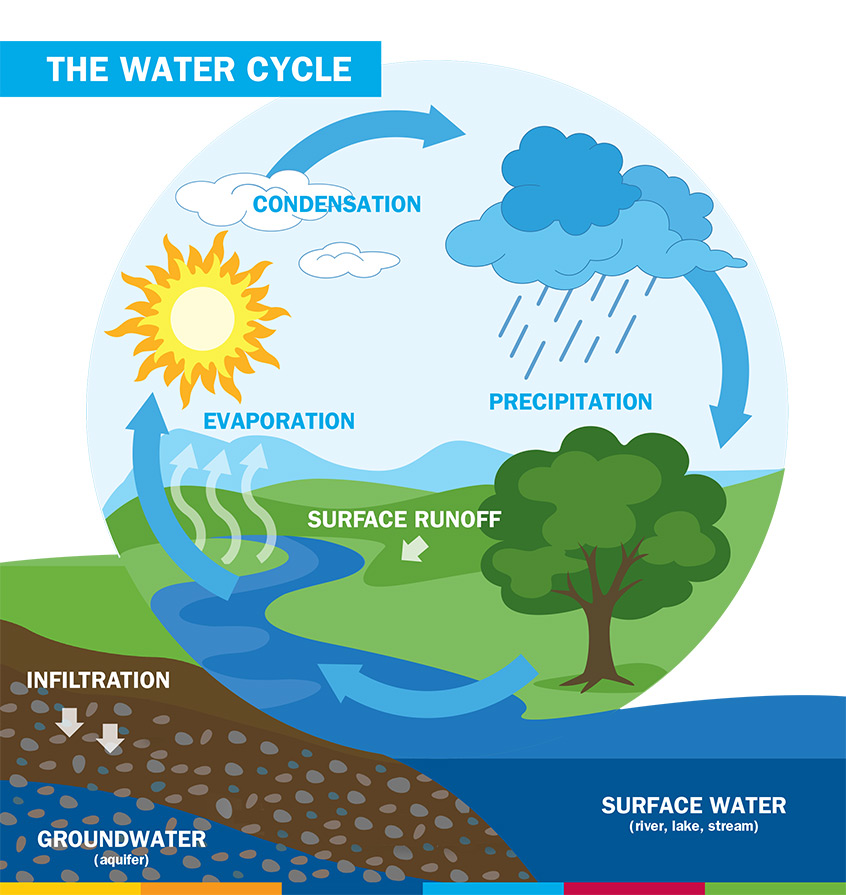 THE WATER CYCLE
CONDENSATION
PRECIPITATION
EVAPORATION
SURFACE RUNOFF
INFILTRATION
SURFACE WATER
(river, lake, stream)
GROUNDWATER
(aquifer)